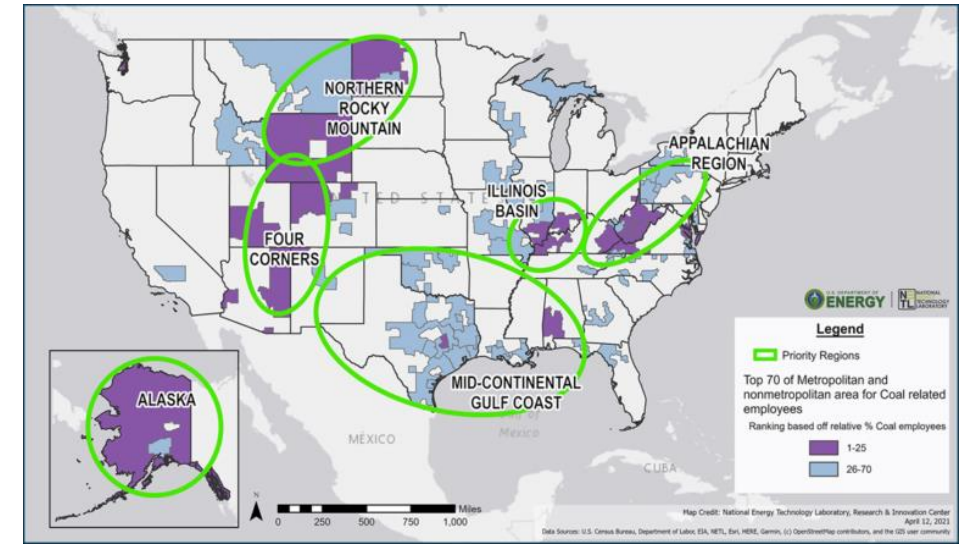 NORTHERN
ROCKY
MOUNTAIN
APPALACHIAN
REGION
ILLINOIS
BASIN
FOUR
CORNERS
MID-CONTINENTAL
GULF COAST
ALASKA
MÉXICO
Mexico
CUBA
U.S. DEPARTMENT OF
ENERGY
NATIONAL
TECHNOLOGY
LABORATORY
Legend
Priority Regions
Top 70 of Metropolitan and
nonmetropolitan area for Coal related
employees
Ranking based off relative % Coal employees
1-25
26-70
N
Miles
0 250 500 750 1,000
Map Credit: National Energy Technology Laboratory, Research & Innovation Center
April 12, 2021
Data Sources: U.S. Census Bureau, Department of Labor, EIA, NETL, Esri, HERE, Garmin, (c) OpenStreetMap contributors, and the GIS user community